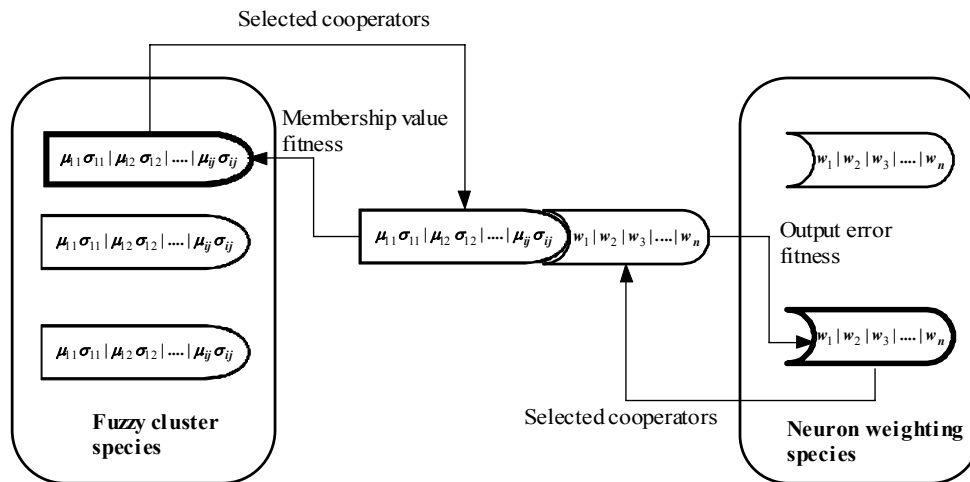 Selected cooperators
Membership value
fitness
μ₁₁σ₁₁ | μ₁₂ σ₁₂ | .... | μᵢⱼ σᵢⱼ
μ₁₁σ₁₁ | μ₁₂ σ₁₂ | .... | μᵢⱼ σᵢⱼ
μ₁₁σ₁₁ | μ₁₂ σ₁₂ | .... | μᵢⱼ σᵢⱼ
Fuzzy cluster
species
μ₁₁σ₁₁ | μ₁₂ σ₁₂ | .... | μᵢⱼ σᵢⱼ
w₁ | w₂ | w₃ | .... | wₙ
Selected cooperators
Output error
fitness
w₁ | w₂ | w₃ | .... | wₙ
w₁ | w₂ | w₃ | .... | wₙ
Neuron weighting
species